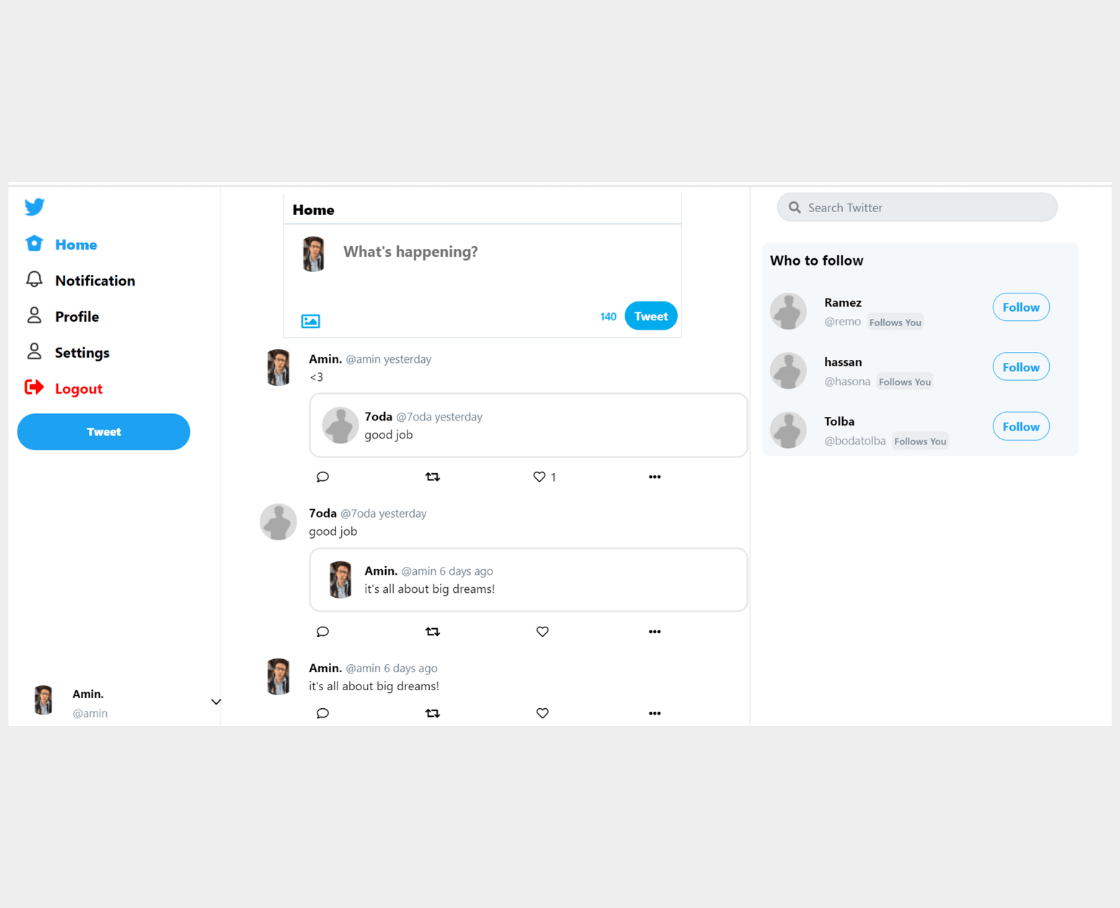 Home
Notification
Profile
Settings
Logout
Tweet
Amin.
@amin
Home
What's happening?
140 Tweet
Amin. @amin yesterday
<3
7oda @7oda yesterday
good job
1
7oda @7oda yesterday
good job
Amin. @amin 6 days ago
it's all about big dreams!
Amin. @amin 6 days ago
it's all about big dreams!
Search Twitter
Who to follow
Ramez
@remo Follows You
Follow
hassan
@hasona Follows You
Follow
Tolba
@bodatolba Follows You
Follow